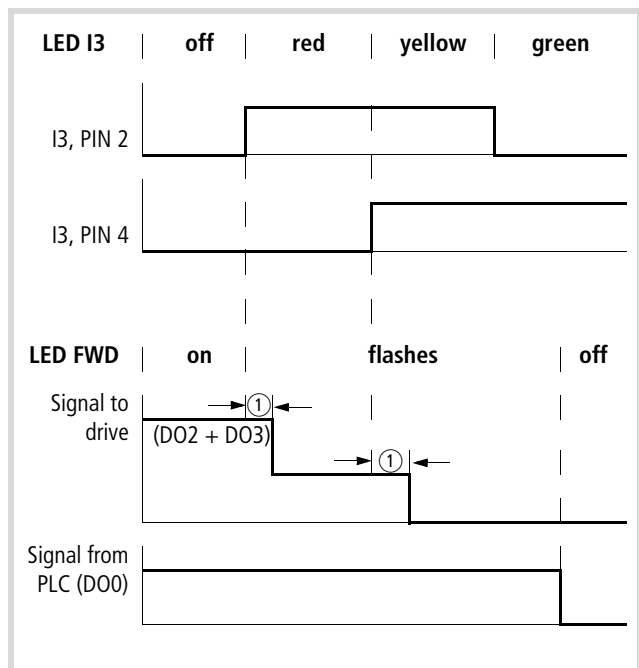 LED I3 off red yellow green
I3, PIN 2
I3, PIN 4
LED FWD on flashes off
Signal to
drive
①
(DO2 + DO3)
①
Signal from
PLC (DO0)